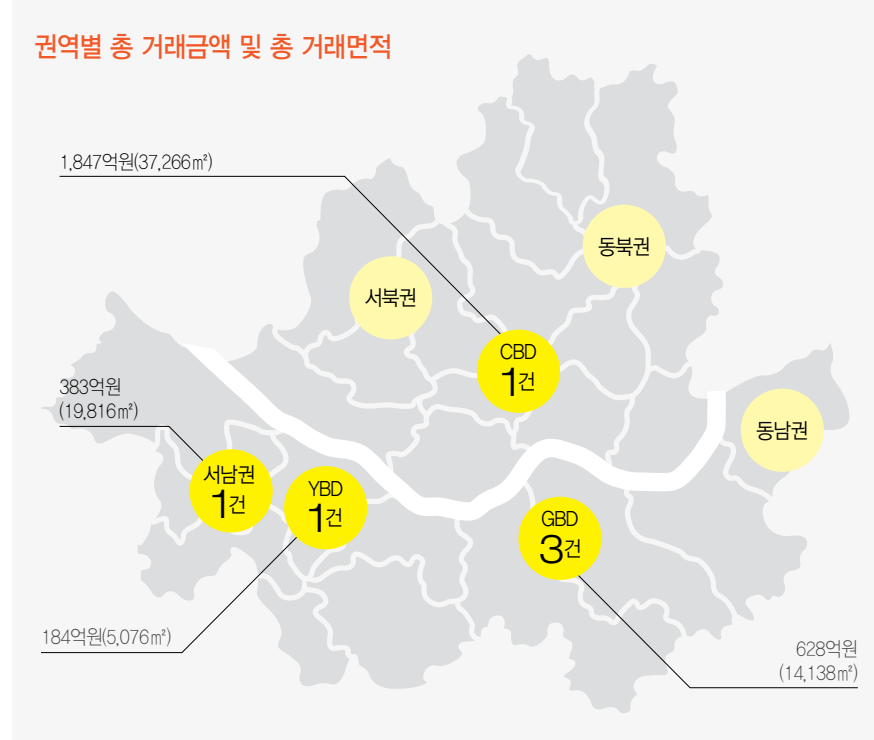 권역별 총 거래금액 및 총 거래면적
1,847억원(37,266㎡)
동북권
서북권
CBD
1건
383억원
(19,816㎡)
동남권
서남권
1건
YBD
1건
GBD
3건
184억원(5,076㎡)
628억원
(14,138㎡)